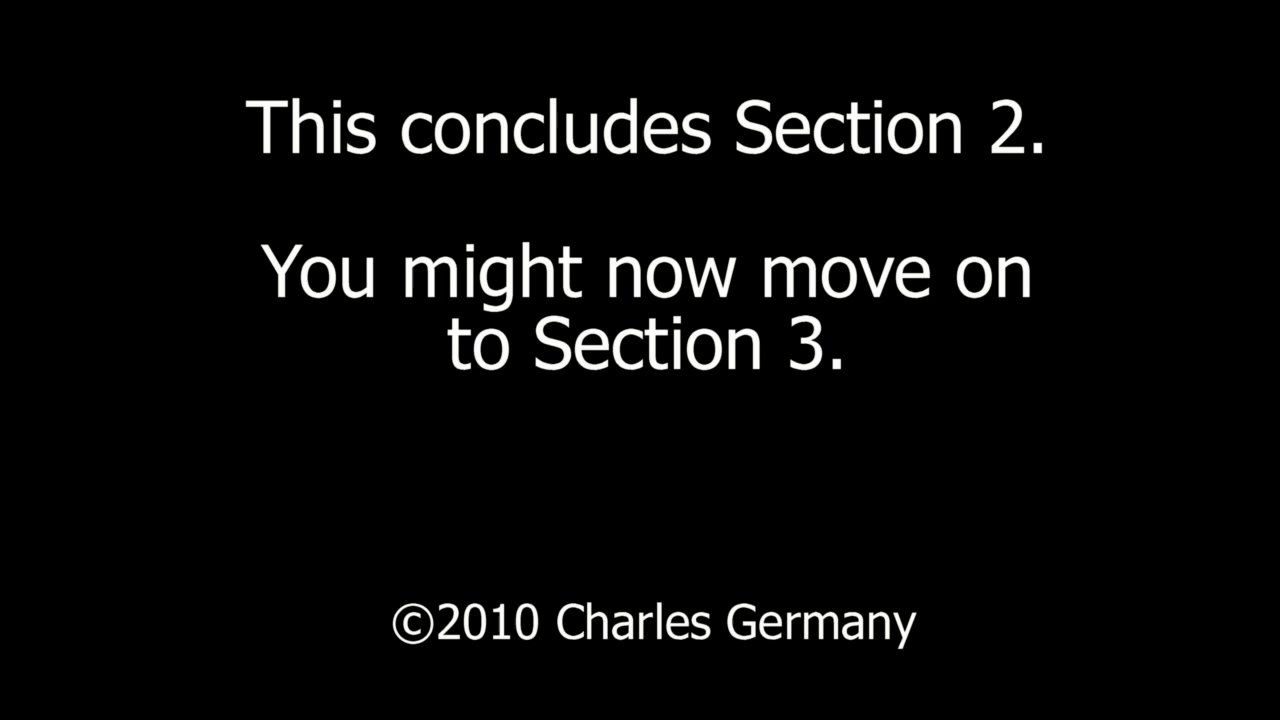 This concludes Section 2.
You might now move on
to Section 3.
©2010 Charles Germany